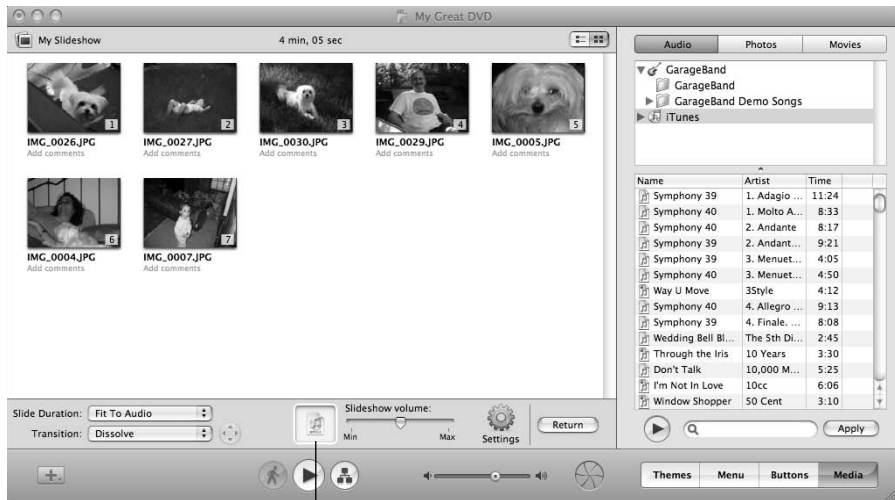 My Great DVD
My Slideshow 4 min, 05 sec
1 2 3 4 5
IMG_0026.JPG IMG_0027.JPG IMG_0030.JPG IMG_0029.JPG IMG_0005.JPG
Add comments Add comments Add comments Add comments Add comments
6 7
IMG_0004.JPG IMG_0007.JPG
Add comments Add comments
Slide Duration: Fit To Audio
Transition: Dissolve
Slideshow volume:
Min Max
Settings
Return
Audio Photos Movies
GarageBand
GarageBand
GarageBand Demo Songs
iTunes
Name Artist Time
Symphony 39 1. Adagio ... 11:24
Symphony 40 1. Molto A... 8:33
Symphony 40 2. Andante 8:17
Symphony 39 2. Andant... 9:21
Symphony 39 3. Menuet... 4:05
Symphony 40 3. Menuet... 4:50
Way U Move 3Style 4:12
Symphony 40 4. Allegro ... 9:13
Symphony 39 4. Finale. ... 8:08
Wedding Bell Bl... The 5th Di... 2:45
Through the Iris 10 Years 3:30
Don't Talk 10,000 M... 5:25
I'm Not In Love 10cc 6:06
Window Shopper 50 Cent 3:10
Apply
Themes Menu Buttons Media